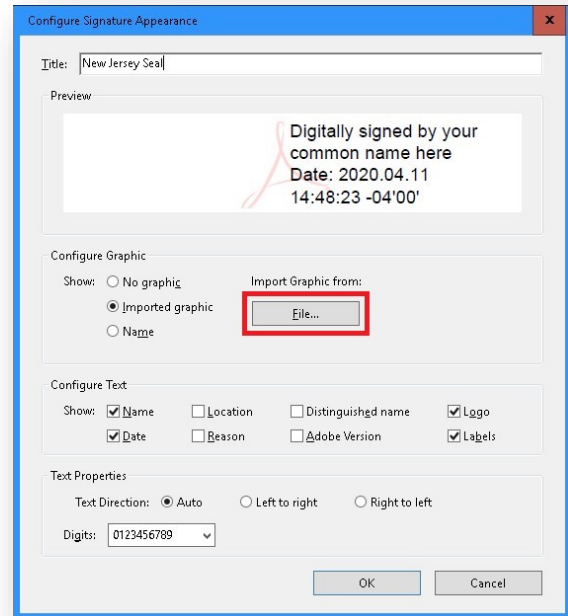 Configure Signature Appearance
x
Title: New Jersey Seal
Preview
Digitally signed by your
common name here
Date: 2020.04.11
14:48:23 -04'00'
Configure Graphic
Show: No graphic Import Graphic from:
Imported graphic File...
Name
Configure Text
Show: Name Location Distinguished name Logo
Date Reason Adobe Version Labels
Text Properties
Text Direction: Auto Left to right Right to left
Digits: 0123456789
OK Cancel